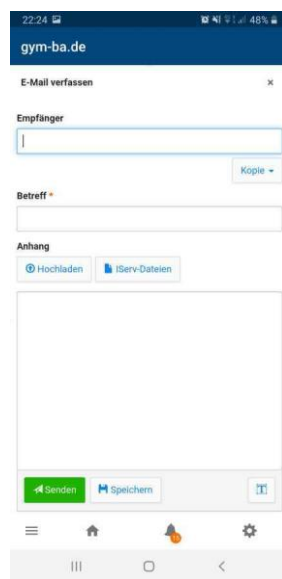 22:24 48%
gym-ba.de
E-Mail verfassen ×
Empfänger
Kopie
Betreff *
Anhang
Hochladen IServ-Dateien
Senden Speichern